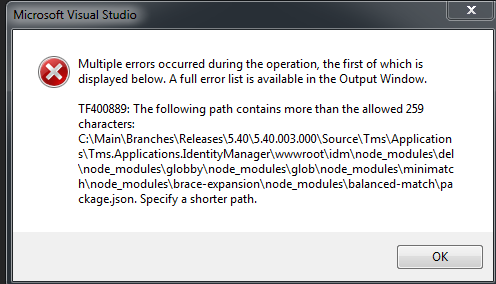 Microsoft Visual Studio
x
Multiple errors occurred during the operation, the first of which is
displayed below. A full error list is available in the Output Window.
TF400889: The following path contains more than the allowed 259
characters:
C:\Main\Branches\Releases\5.40\5.40.003.000\Source\Tms\Application
s\Tms.Applications.IdentityManager\wwwroot\idm\node_modules\del
\node_modules\globby\node_modules\glob\node_modules\minimatc
h\node_modules\brace-expansion\node_modules\balanced-match\pa
ckage.json. Specify a shorter path.
OK